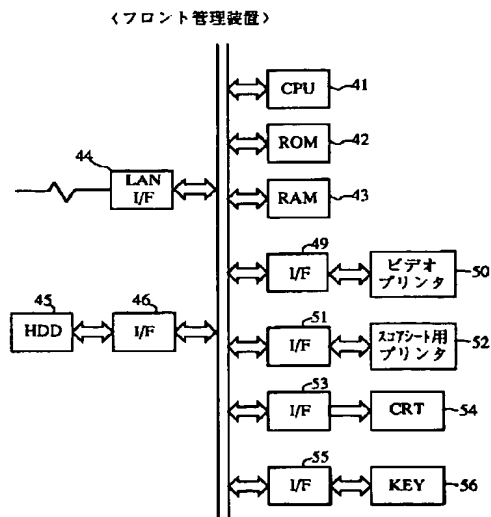 〈フロント管理装置〉
CPU
41
ROM
42
44
LAN
I/F
RAM
43
49
I/F
ビデオ
プリンタ
50
45
HDD
46
I/F
51
I/F
スコアシート用
プリンタ
52
53
I/F
CRT
54
55
I/F
KEY
56